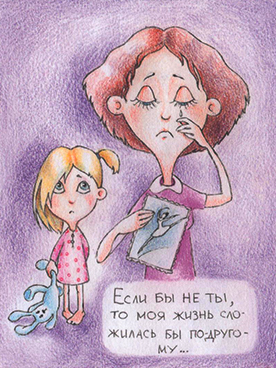 Если бы не ты,
то моя жизнь сло-
жилась бы по-друго-
му...